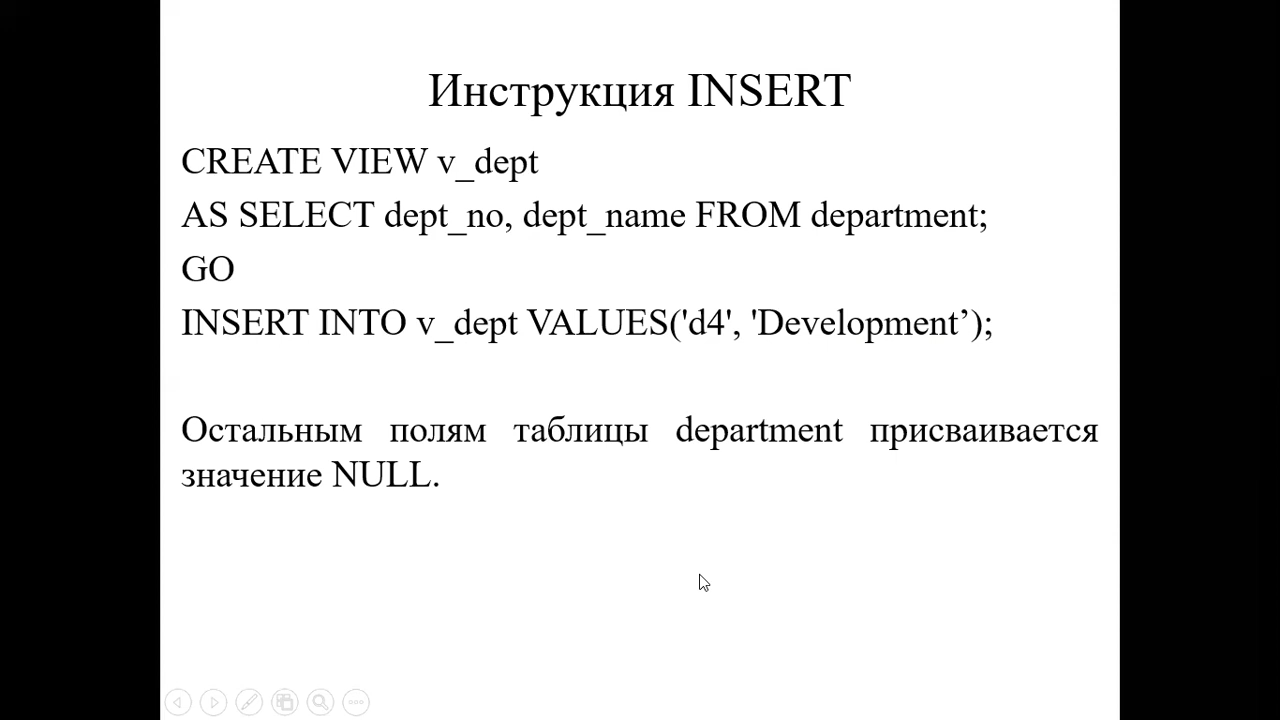 Инструкция INSERT
CREATE VIEW v_dept
AS SELECT dept_no, dept_name FROM department;
GO
INSERT INTO v_dept VALUES('d4', 'Development’);
Остальным полям таблицы department присваивается
значение NULL.